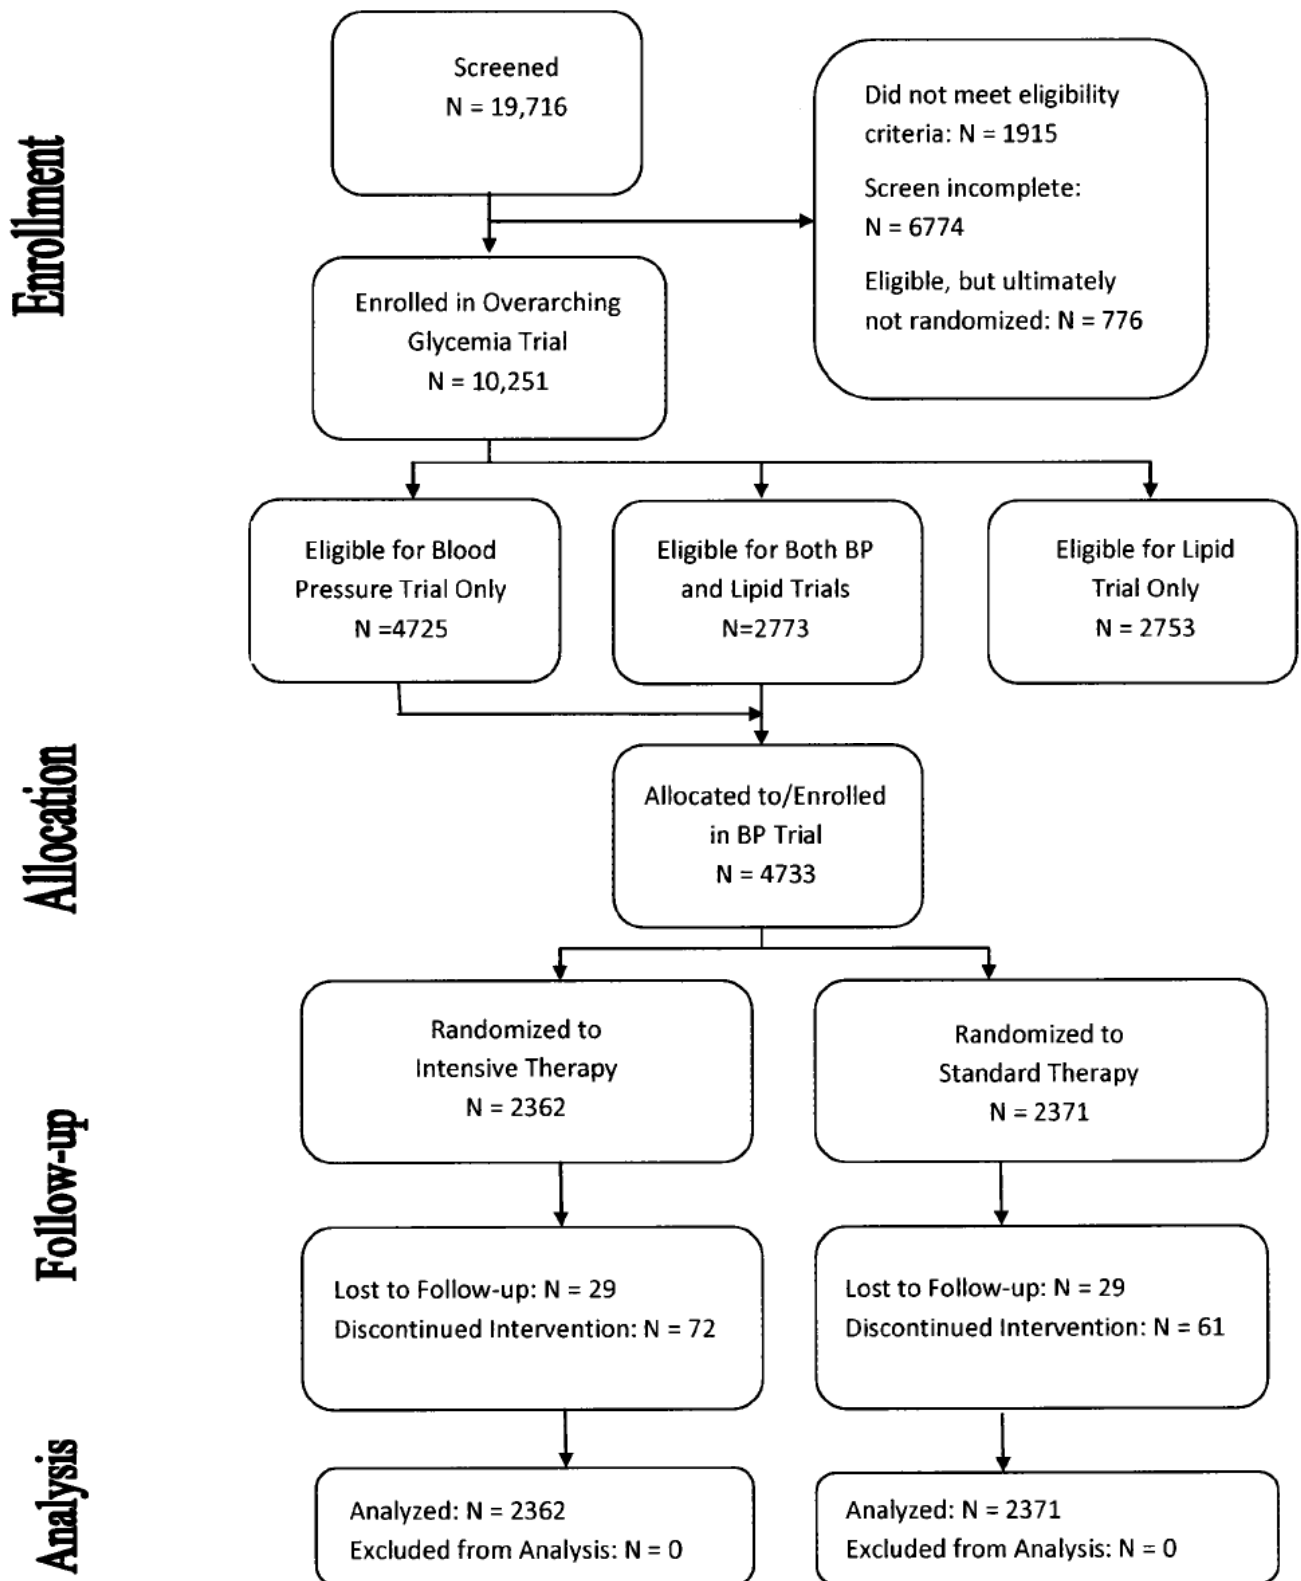 Enrollment
Screened
N = 19,716
Did not meet eligibility
criteria: N = 1915
Screen incomplete:
N = 6774
Eligible, but ultimately
not randomized: N = 776
Enrolled in Overarching
Glycemia Trial
N = 10,251
Eligible for Blood
Pressure Trial Only
N =4725
Eligible for Both BP
and Lipid Trials
N=2773
Eligible for Lipid
Trial Only
N = 2753
Allocation
Allocated to/Enrolled
in BP Trial
N = 4733
Randomized to
Intensive Therapy
N = 2362
Randomized to
Standard Therapy
N = 2371
Follow-up
Lost to Follow-up: N = 29
Discontinued Intervention: N = 72
Lost to Follow-up: N = 29
Discontinued Intervention: N = 61
Analysis
Analyzed: N = 2362
Excluded from Analysis: N = 0
Analyzed: N = 2371
Excluded from Analysis: N = 0